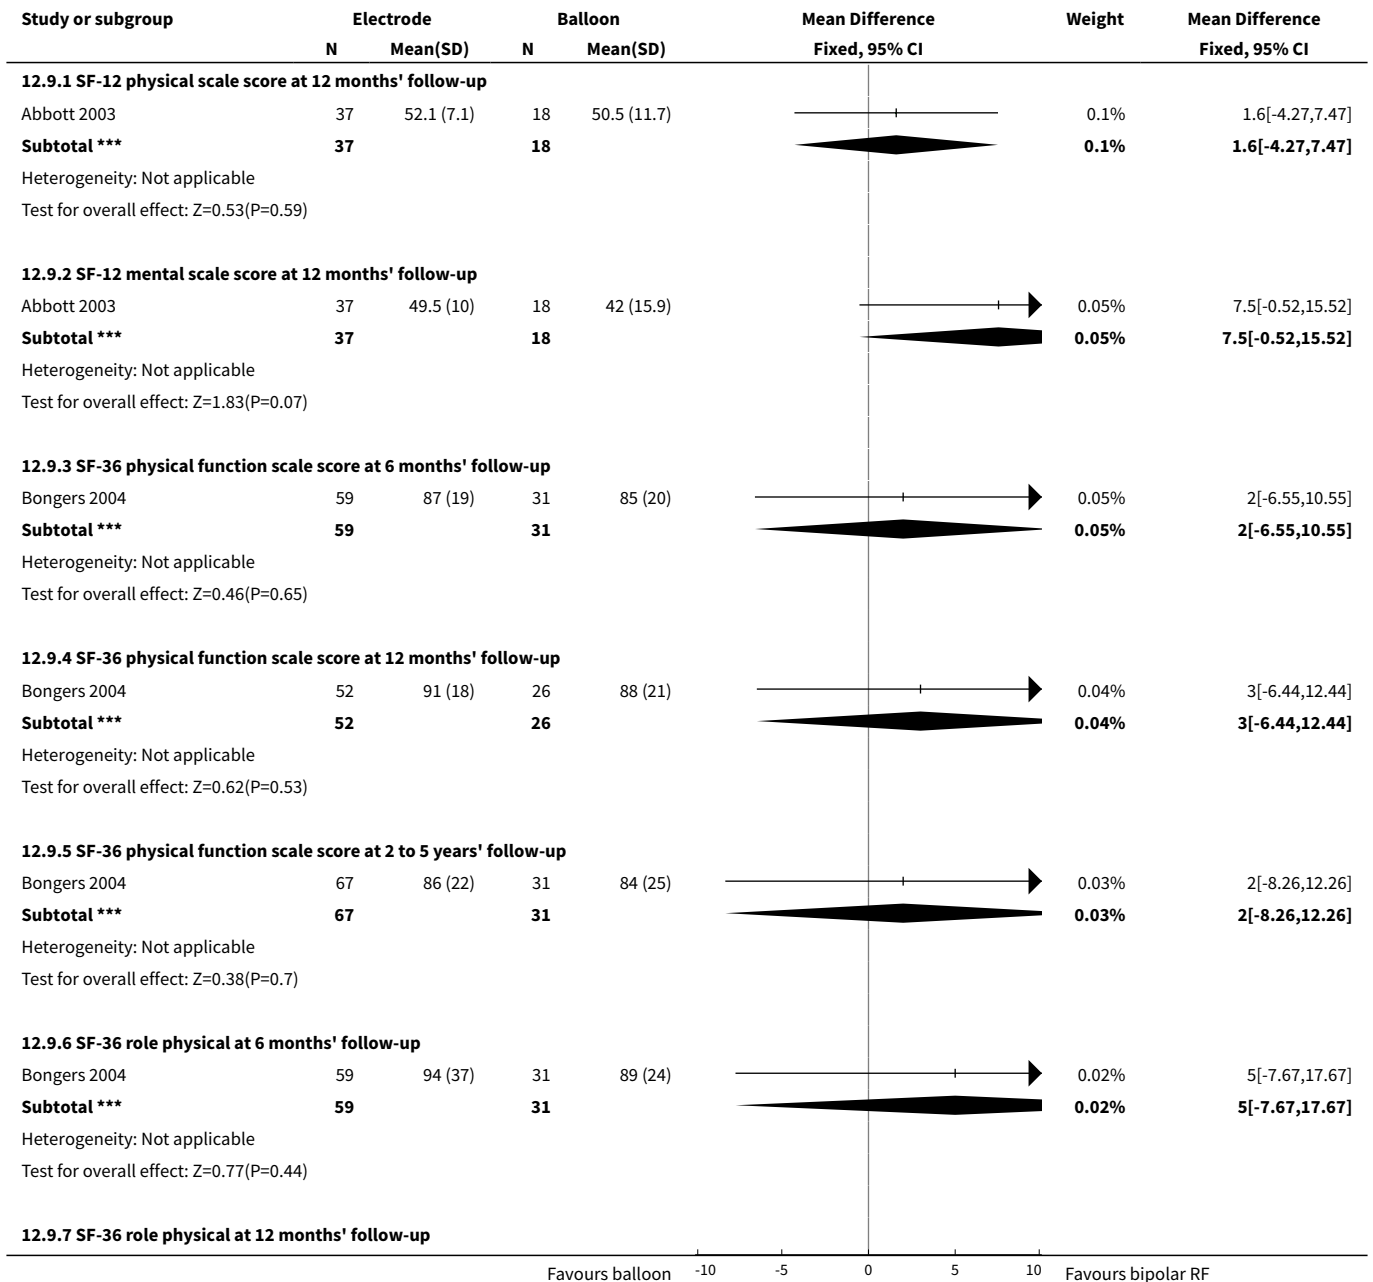 Study or subgroup Electrode Balloon Mean Difference Weight Mean Difference
N Mean(SD) N Mean(SD) Fixed, 95% CI Fixed, 95% CI
12.9.1 SF-12 physical scale score at 12 months' follow-up
Abbott 2003 37 52.1 (7.1) 18 50.5 (11.7) 0.1% 1.6[-4.27,7.47]
Subtotal *** 37 18 0.1% 1.6[-4.27,7.47]
Heterogeneity: Not applicable
Test for overall effect: Z=0.53(P=0.59)
12.9.2 SF-12 mental scale score at 12 months' follow-up
Abbott 2003 37 49.5 (10) 18 42 (15.9) 0.05% 7.5[-0.52,15.52]
Subtotal *** 37 18 0.05% 7.5[-0.52,15.52]
Heterogeneity: Not applicable
Test for overall effect: Z=1.83(P=0.07)
12.9.3 SF-36 physical function scale score at 6 months' follow-up
Bongers 2004 59 87 (19) 31 85 (20) 0.05% 2[-6.55,10.55]
Subtotal *** 59 31 0.05% 2[-6.55,10.55]
Heterogeneity: Not applicable
Test for overall effect: Z=0.46(P=0.65)
12.9.4 SF-36 physical function scale score at 12 months' follow-up
Bongers 2004 52 91 (18) 26 88 (21) 0.04% 3[-6.44,12.44]
Subtotal *** 52 26 0.04% 3[-6.44,12.44]
Heterogeneity: Not applicable
Test for overall effect: Z=0.62(P=0.53)
12.9.5 SF-36 physical function scale score at 2 to 5 years' follow-up
Bongers 2004 67 86 (22) 31 84 (25) 0.03% 2[-8.26,12.26]
Subtotal *** 67 31 0.03% 2[-8.26,12.26]
Heterogeneity: Not applicable
Test for overall effect: Z=0.38(P=0.7)
12.9.6 SF-36 role physical at 6 months' follow-up
Bongers 2004 59 94 (37) 31 89 (24) 0.02% 5[-7.67,17.67]
Subtotal *** 59 31 0.02% 5[-7.67,17.67]
Heterogeneity: Not applicable
Test for overall effect: Z=0.77(P=0.44)
12.9.7 SF-36 role physical at 12 months' follow-up
Favours balloon -10 -5 0 5 10 Favours bipolar RF